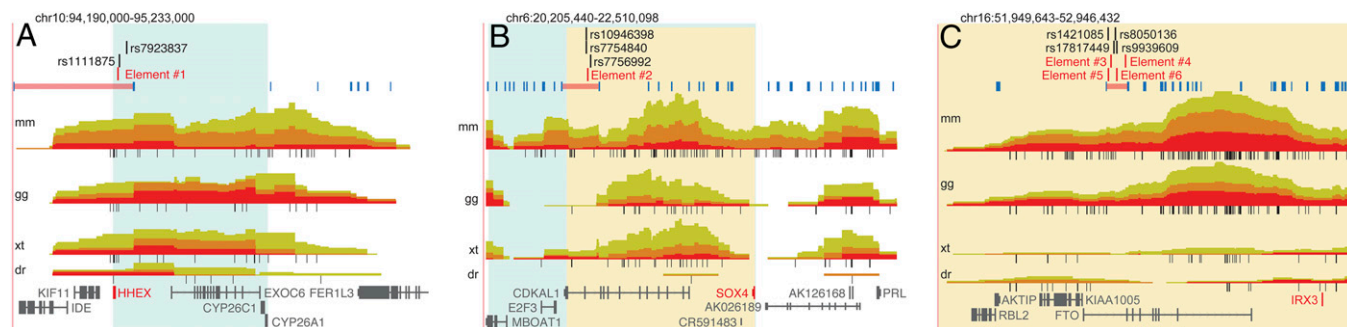 A
chr10:94,190,000-95,233,000
rs7923837
rs1111875
Element #1
mm
gg
xt
dr
KIF11
HHEX
EXOC6 FER1L3
IDE
CYP26C1
CYP26A1
B
chr6:20,205,440-22,510,098
rs10946398
rs7754840
rs7756992
Element #2
mm
gg
xt
dr
CDKAL1
SOX4
AK126168
PRL
E2F3
AK026189
MBOAT1
CR591483
C
chr16:51,949,643-52,946,432
rs1421085 rs8050136
rs17817449 rs9939609
Element #3 Element #4
Element #5 Element #6
mm
gg
xt
dr
AKTIP
KIAA1005
IRX3
RBL2
FTO